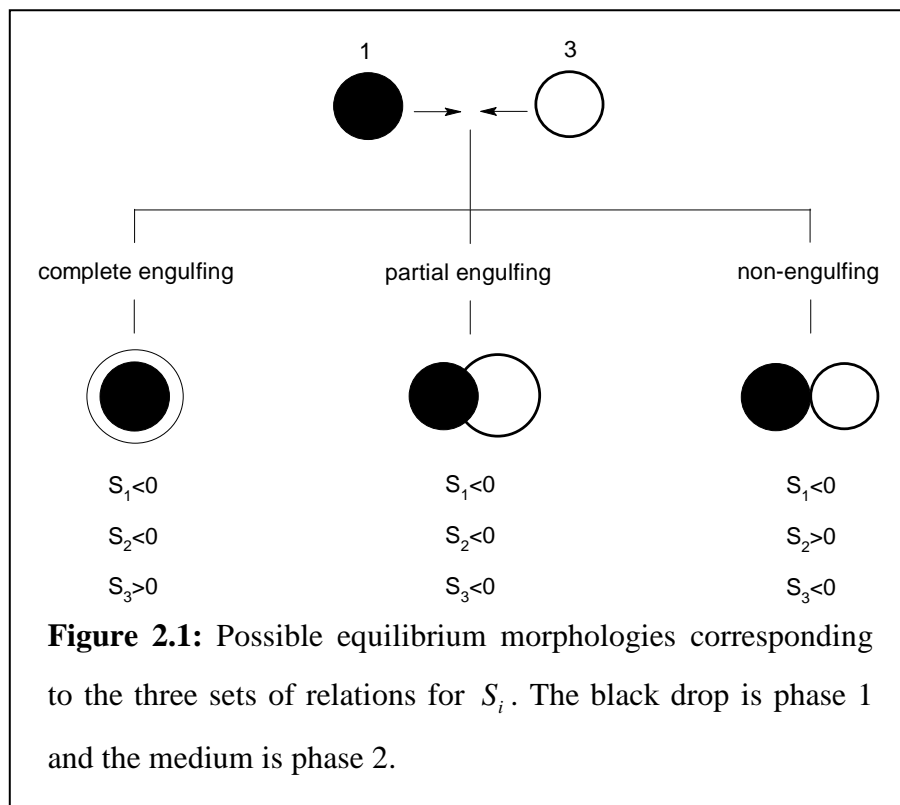 1 3
complete engulfing partial engulfing non-engulfing
S₁<0 S₁<0 S₁<0
S₂<0 S₂<0 S₂>0
S₃>0 S₃<0 S₃<0
Figure 2.1: Possible equilibrium morphologies corresponding
to the three sets of relations for Sᵢ. The black drop is phase 1
and the medium is phase 2.